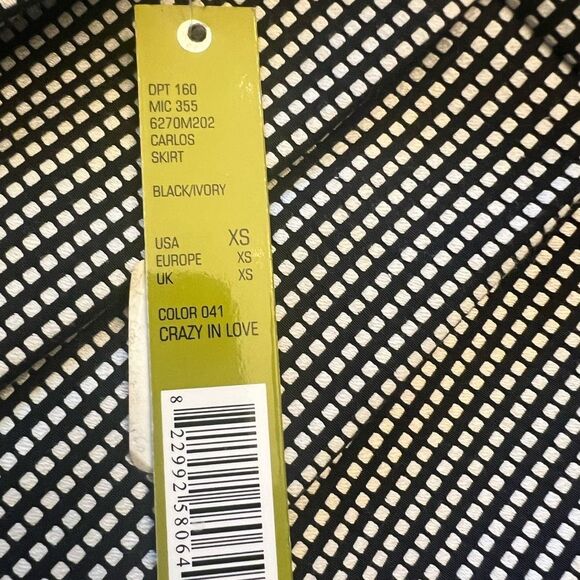 DPT 160
MIC 355
6270M202
CARLOS
SKIRT
BLACK/IVORY
USA XS
EUROPE XS
UK XS
COLOR 041
CRAZY IN LOVE
8 22992 58064